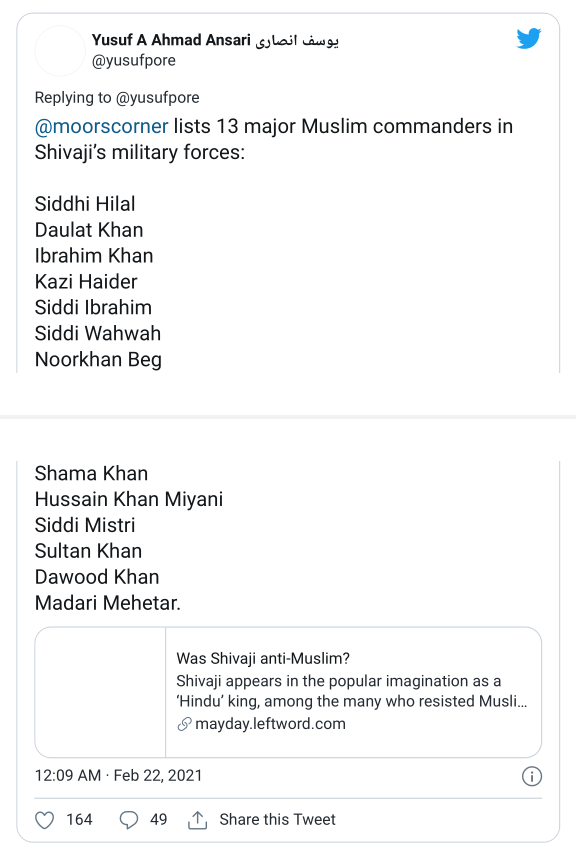 Yusuf A Ahmad Ansari یوسف انصاری
@yusufpore
Replying to @yusufpore
@moorscorner lists 13 major Muslim commanders in
Shivaji’s military forces:
Siddhi Hilal
Daulat Khan
Ibrahim Khan
Kazi Haider
Siddi Ibrahim
Siddi Wahwah
Noorkhan Beg
Shama Khan
Hussain Khan Miyani
Siddi Mistri
Sultan Khan
Dawood Khan
Madari Mehetar.
Was Shivaji anti-Muslim?
Shivaji appears in the popular imagination as a
‘Hindu’ king, among the many who resisted Musli...
mayday.leftword.com
12:09 AM · Feb 22, 2021
164 49 Share this Tweet